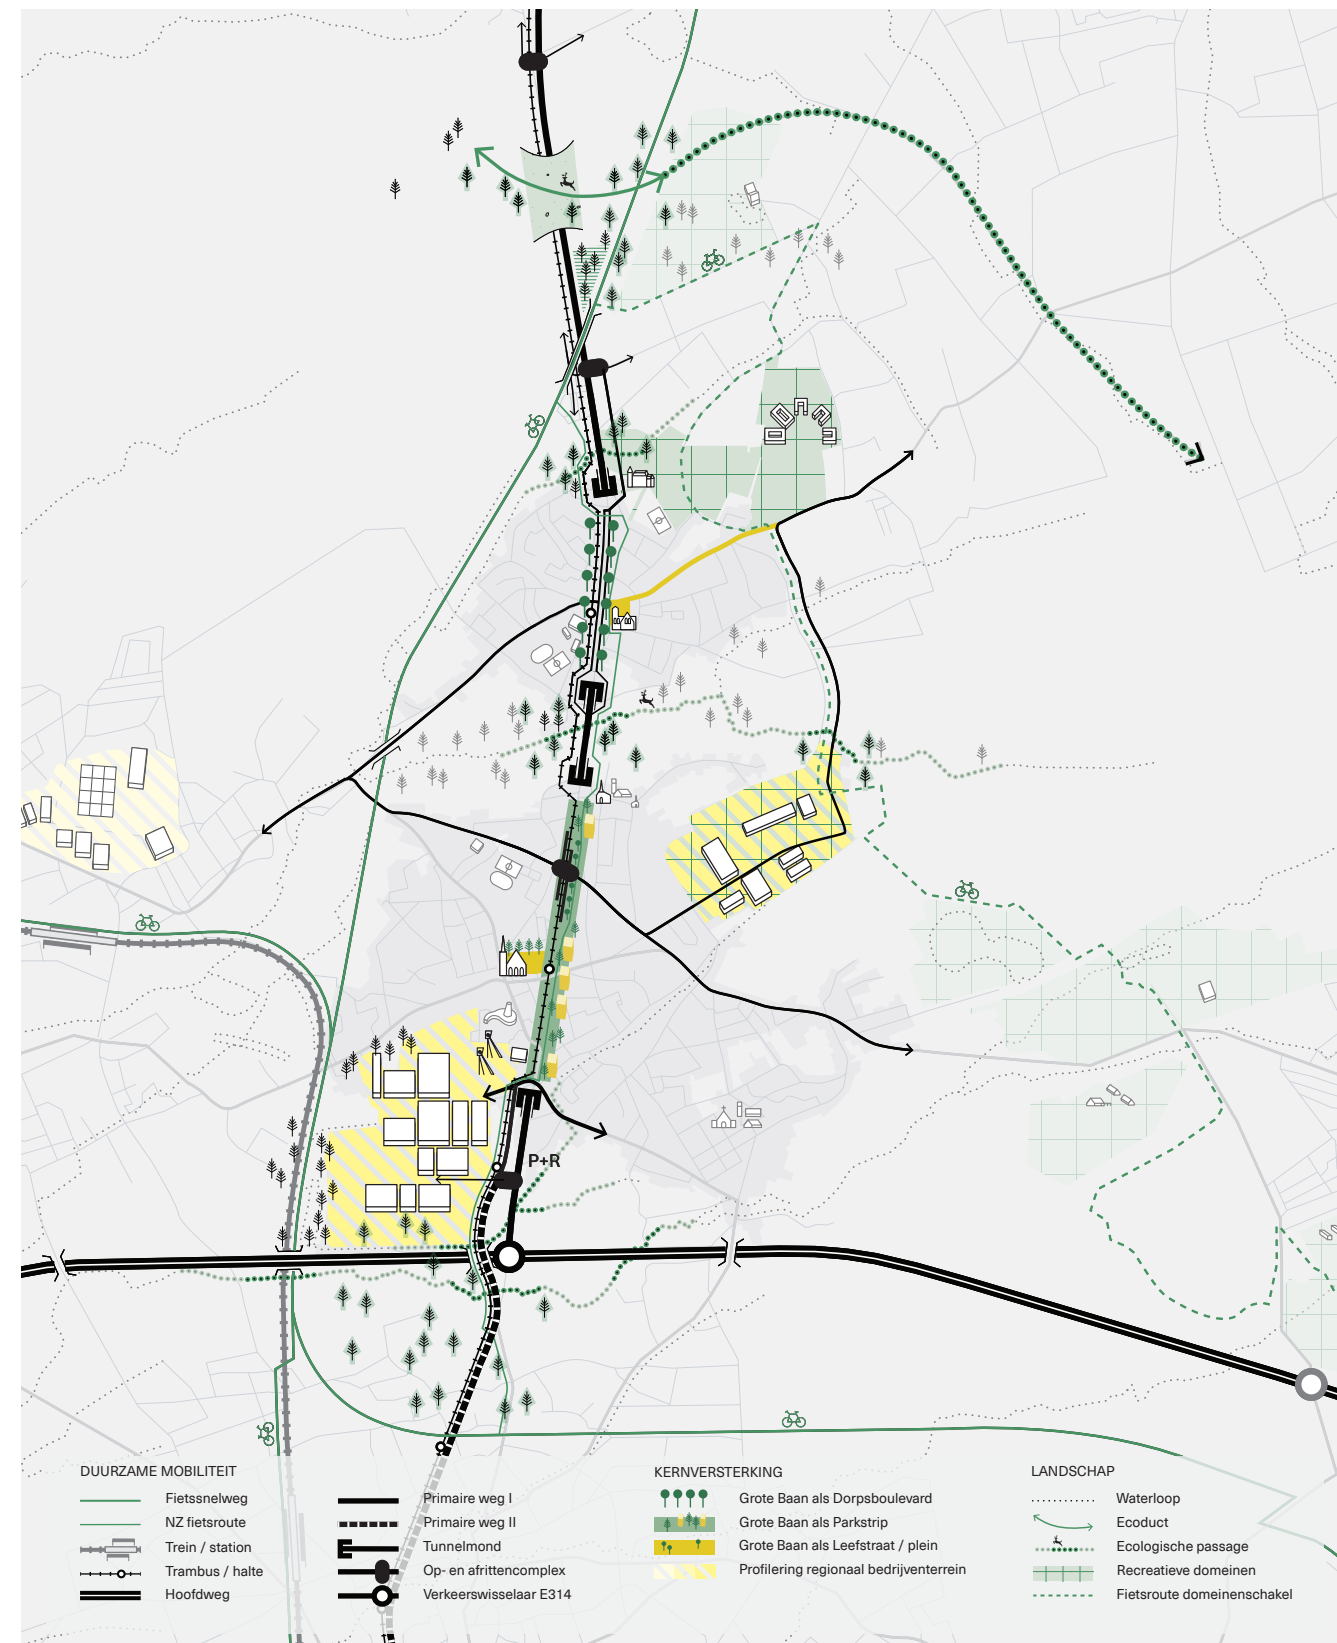 P+R
DUURZAME MOBILITEIT
Fietssnelweg
NZ fietsroute
Trein / station
Trambus / halte
Hoofdweg
Primaire weg I
Primaire weg II
Tunnelmond
Op- en afrittencomplex
Verkeerswisselaar E314
KERNVERSTERKING
Grote Baan als Dorpsboulevard
Grote Baan als Parkstrip
Grote Baan als Leefstraat / plein
Profilering regionaal bedrijventerrein
LANDSCHAP
Waterloop
Ecoduct
Ecologische passage
Recreatieve domeinen
Fietsroute domeinenschakel